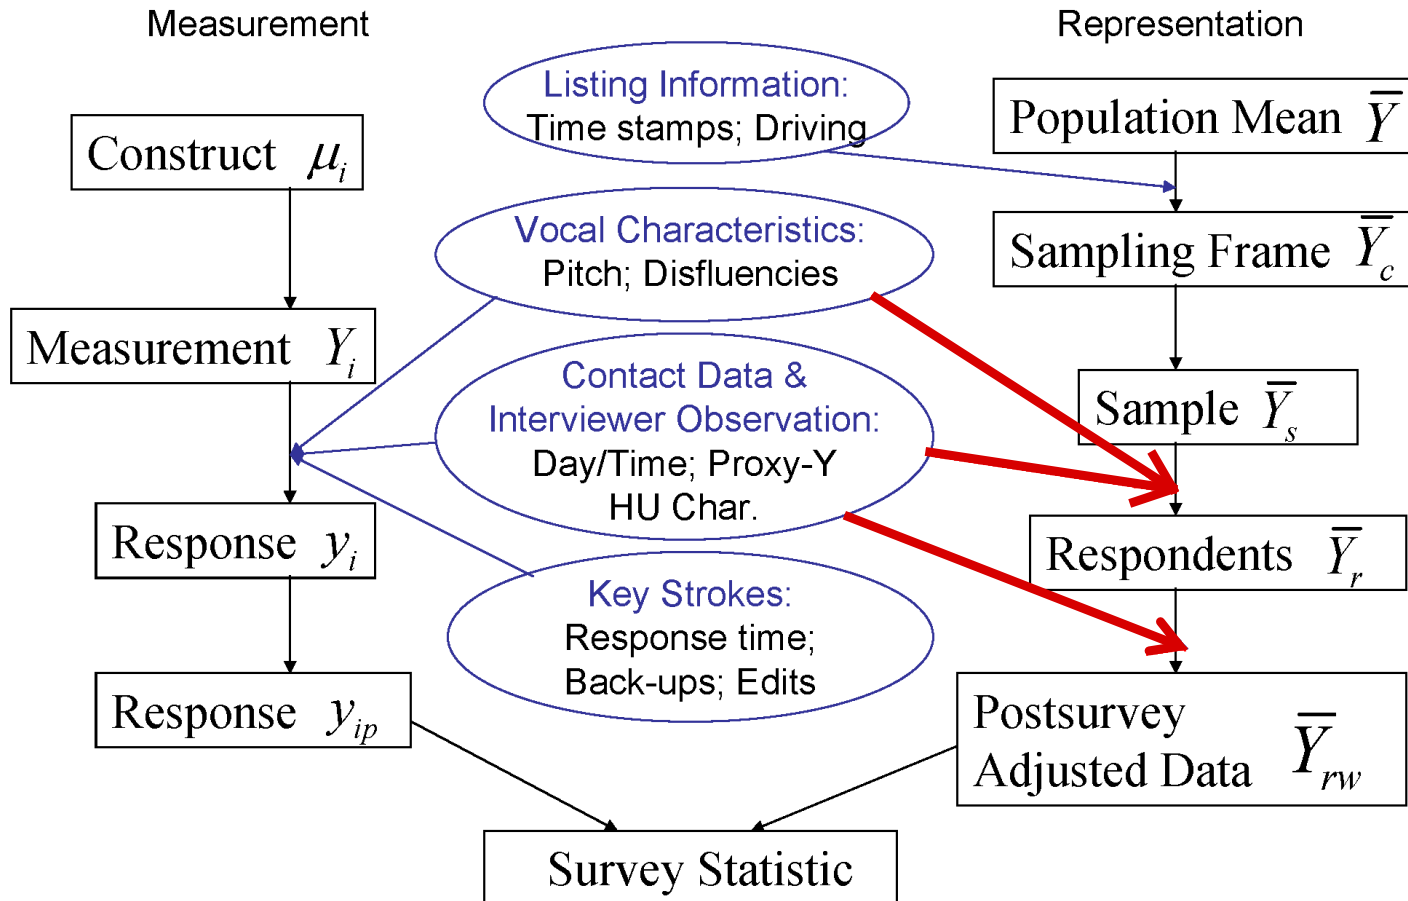 Measurement
Representation
Listing Information:
Time stamps; Driving
Population Mean Ȳ
Construct μi
Vocal Characteristics:
Pitch; Disfluencies
Sampling Frame Ȳc
Measurement Yi
Contact Data &
Interviewer Observation:
Day/Time; Proxy-Y
HU Char.
Sample Ȳs
Response yi
Respondents Ȳr
Key Strokes:
Response time;
Back-ups; Edits
Response yip
Postsurvey
Adjusted Data Ȳrw
Survey Statistic